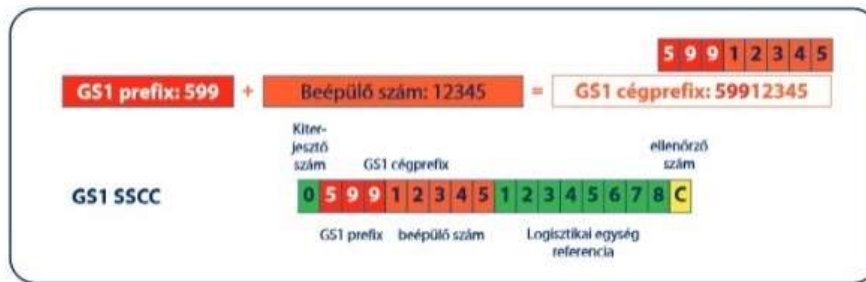 5 9 9 1 2 3 4 5
GS1 prefix: 599 + Beépülő szám: 12345 = GS1 cégprefix: 59912345
Kiter-
jesztő
szám
GS1 cégprefix
ellenőrző
szám
GS1 SSCC
0 5 9 9 1 2 3 4 5 1 2 3 4 5 6 7 8 C
GS1 prefix
beépülő szám
Logisztikai egység
referencia